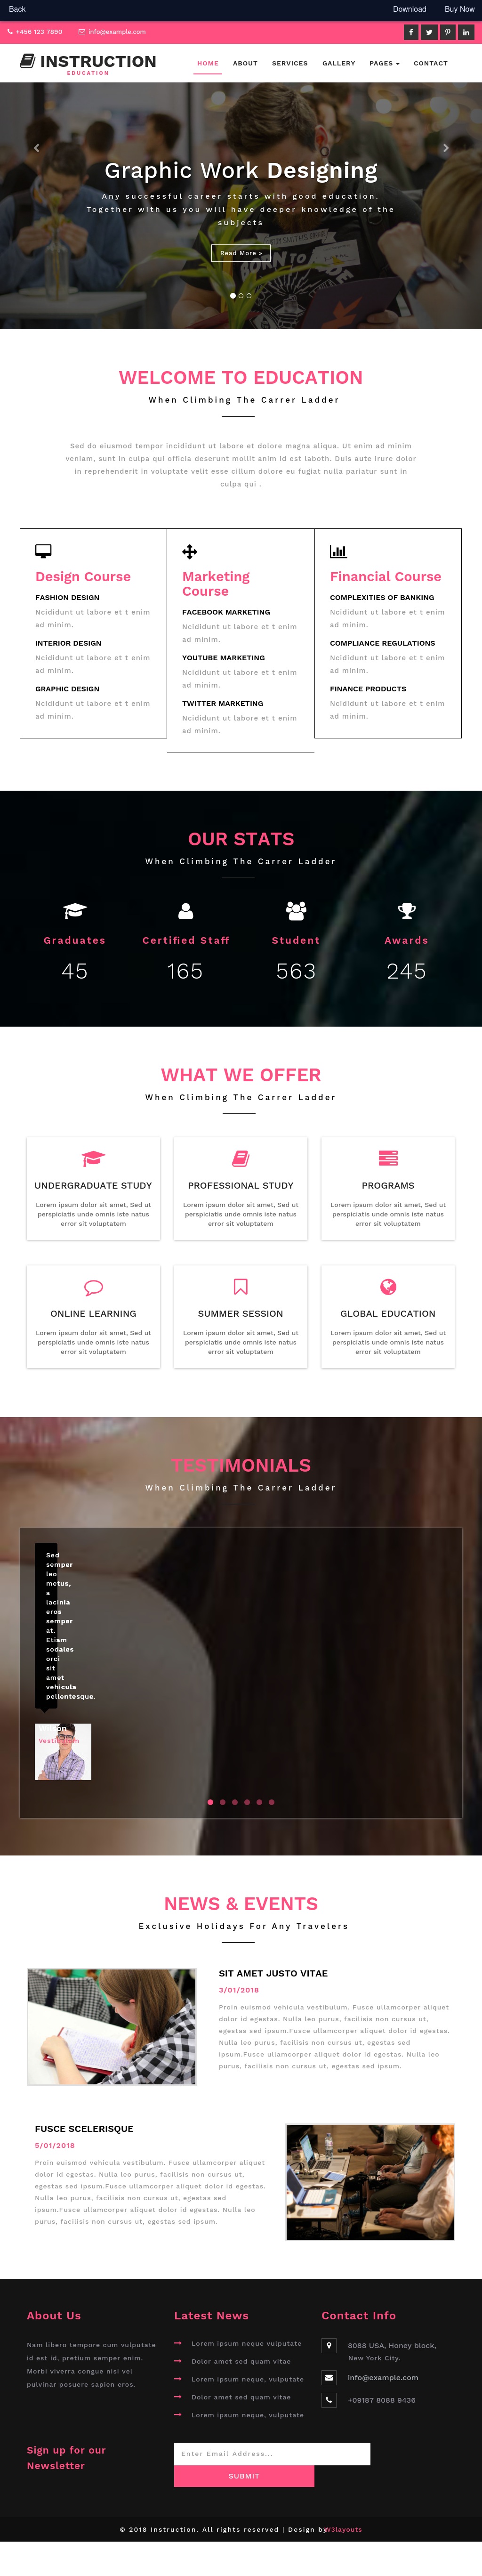 Back
Download
Buy Now
+456 123 7890
info@example.com
INSTRUCTION
EDUCATION
HOME
ABOUT
SERVICES
GALLERY
PAGES
CONTACT
Graphic Work Designing
Any successful career starts with good education.
Together with us you will have deeper knowledge of the
subjects
Read More »
WELCOME TO EDUCATION
When Climbing The Carrer Ladder
Sed do eiusmod tempor incididunt ut labore et dolore magna aliqua. Ut enim ad minim
veniam, sunt in culpa qui officia deserunt mollit anim id est laboth. Duis aute irure dolor
in reprehenderit in voluptate velit esse cillum dolore eu fugiat nulla pariatur sunt in
culpa qui .
Design Course
FASHION DESIGN
Ncididunt ut labore et t enim
ad minim.
INTERIOR DESIGN
Ncididunt ut labore et t enim
ad minim.
GRAPHIC DESIGN
Ncididunt ut labore et t enim
ad minim.
Marketing
Course
FACEBOOK MARKETING
Ncididunt ut labore et t enim
ad minim.
YOUTUBE MARKETING
Ncididunt ut labore et t enim
ad minim.
TWITTER MARKETING
Ncididunt ut labore et t enim
ad minim.
Financial Course
COMPLEXITIES OF BANKING
Ncididunt ut labore et t enim
ad minim.
COMPLIANCE REGULATIONS
Ncididunt ut labore et t enim
ad minim.
FINANCE PRODUCTS
Ncididunt ut labore et t enim
ad minim.
OUR STATS
When Climbing The Carrer Ladder
Graduates
45
Certified Staff
165
Student
563
Awards
245
WHAT WE OFFER
When Climbing The Carrer Ladder
UNDERGRADUATE STUDY
Lorem ipsum dolor sit amet, Sed ut
perspiciatis unde omnis iste natus
error sit voluptatem
PROFESSIONAL STUDY
Lorem ipsum dolor sit amet, Sed ut
perspiciatis unde omnis iste natus
error sit voluptatem
PROGRAMS
Lorem ipsum dolor sit amet, Sed ut
perspiciatis unde omnis iste natus
error sit voluptatem
ONLINE LEARNING
Lorem ipsum dolor sit amet, Sed ut
perspiciatis unde omnis iste natus
error sit voluptatem
SUMMER SESSION
Lorem ipsum dolor sit amet, Sed ut
perspiciatis unde omnis iste natus
error sit voluptatem
GLOBAL EDUCATION
Lorem ipsum dolor sit amet, Sed ut
perspiciatis unde omnis iste natus
error sit voluptatem
TESTIMONIALS
When Climbing The Carrer Ladder
Sed
semper
leo
metus,
a
lacinia
eros
semper
at.
Etiam
sodales
orci
sit
amet
vehicula
pellentesque.
Vestibulum
NEWS & EVENTS
Exclusive Holidays For Any Travelers
SIT AMET JUSTO VITAE
3/01/2018
Proin euismod vehicula vestibulum. Fusce ullamcorper aliquet
dolor id egestas. Nulla leo purus, facilisis non cursus ut,
egestas sed ipsum.Fusce ullamcorper aliquet dolor id egestas.
Nulla leo purus, facilisis non cursus ut, egestas sed
ipsum.Fusce ullamcorper aliquet dolor id egestas. Nulla leo
purus, facilisis non cursus ut, egestas sed ipsum.
FUSCE SCELERISQUE
5/01/2018
Proin euismod vehicula vestibulum. Fusce ullamcorper aliquet
dolor id egestas. Nulla leo purus, facilisis non cursus ut,
egestas sed ipsum.Fusce ullamcorper aliquet dolor id egestas.
Nulla leo purus, facilisis non cursus ut, egestas sed
ipsum.Fusce ullamcorper aliquet dolor id egestas. Nulla leo
purus, facilisis non cursus ut, egestas sed ipsum.
About Us
Nam libero tempore cum vulputate
id est id, pretium semper enim.
Morbi viverra congue nisi vel
pulvinar posuere sapien eros.
Latest News
Lorem ipsum neque vulputate
Dolor amet sed quam vitae
Lorem ipsum neque, vulputate
Dolor amet sed quam vitae
Lorem ipsum neque, vulputate
Contact Info
8088 USA, Honey block,
New York City.
info@example.com
+09187 8088 9436
Sign up for our
Newsletter
Enter Email Address...
SUBMIT
© 2018 Instruction. All rights reserved | Design by W3layouts